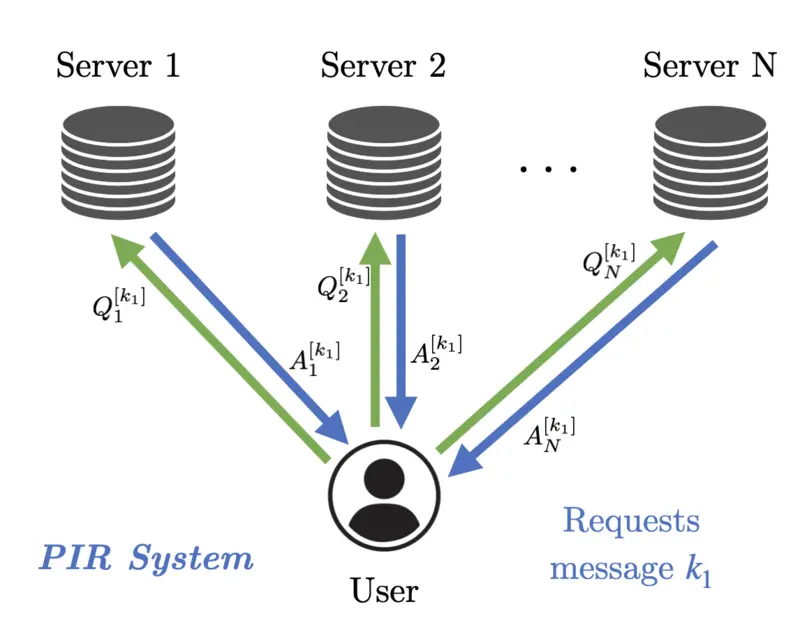 Server 1
Server 2
Server N
. . .
Q_1^{[k_1]}
A_1^{[k_1]}
Q_2^{[k_1]}
A_2^{[k_1]}
Q_N^{[k_1]}
A_N^{[k_1]}
PIR System
User
Requests
message k_1